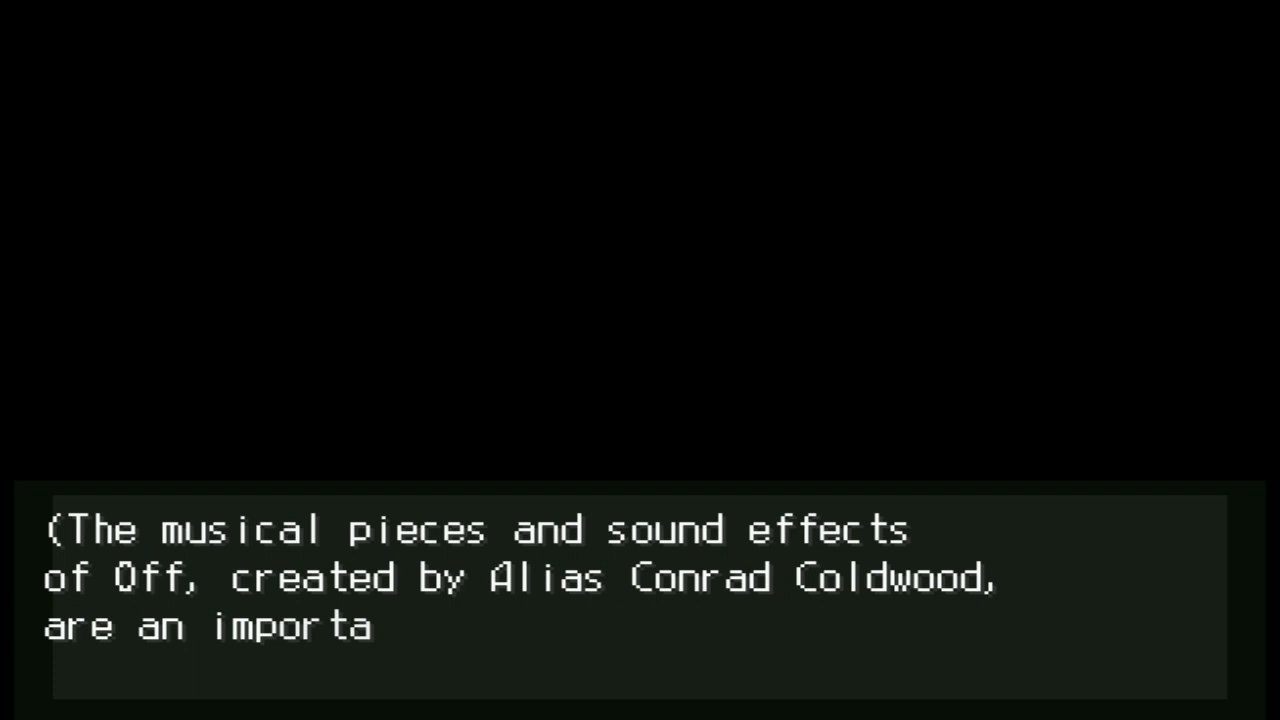 (The musical pieces and sound effects
of Off, created by Alias Conrad Coldwood,
are an importa